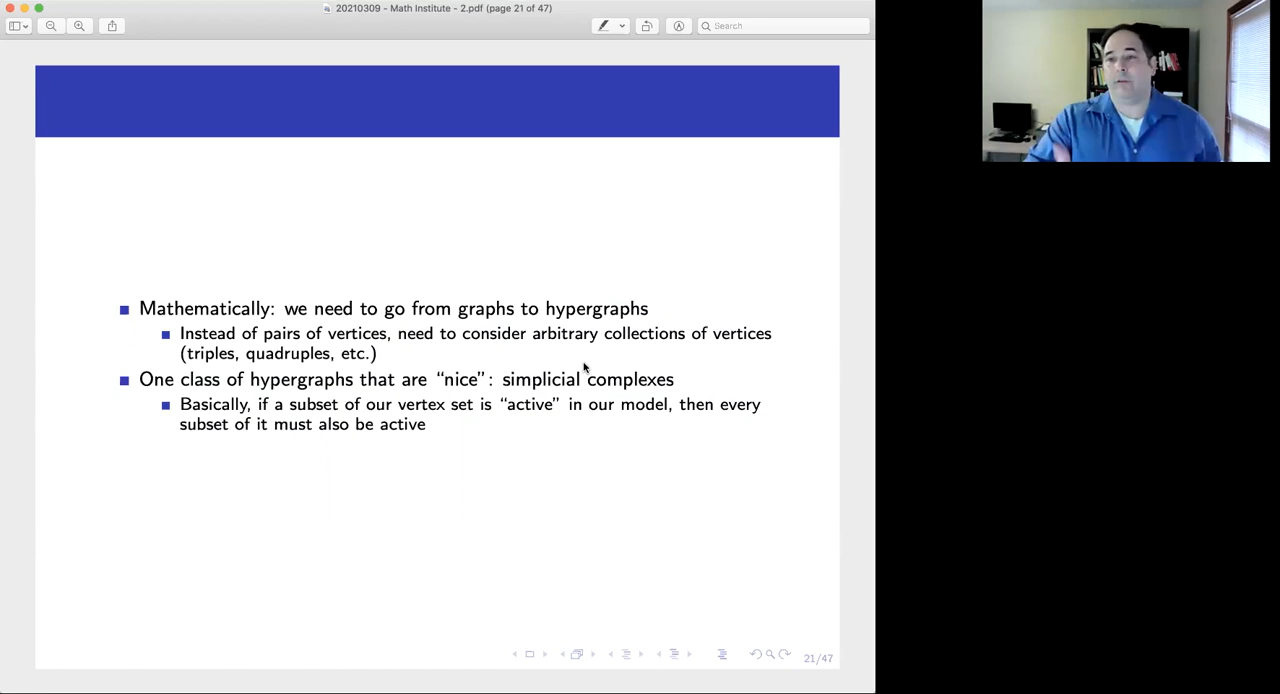 20210309 - Math Institute - 2.pdf (page 21 of 47)
Search
Mathematically: we need to go from graphs to hypergraphs
Instead of pairs of vertices, need to consider arbitrary collections of vertices
(triples, quadruples, etc.)
One class of hypergraphs that are “nice”: simplicial complexes
Basically, if a subset of our vertex set is “active” in our model, then every
subset of it must also be active
21/47